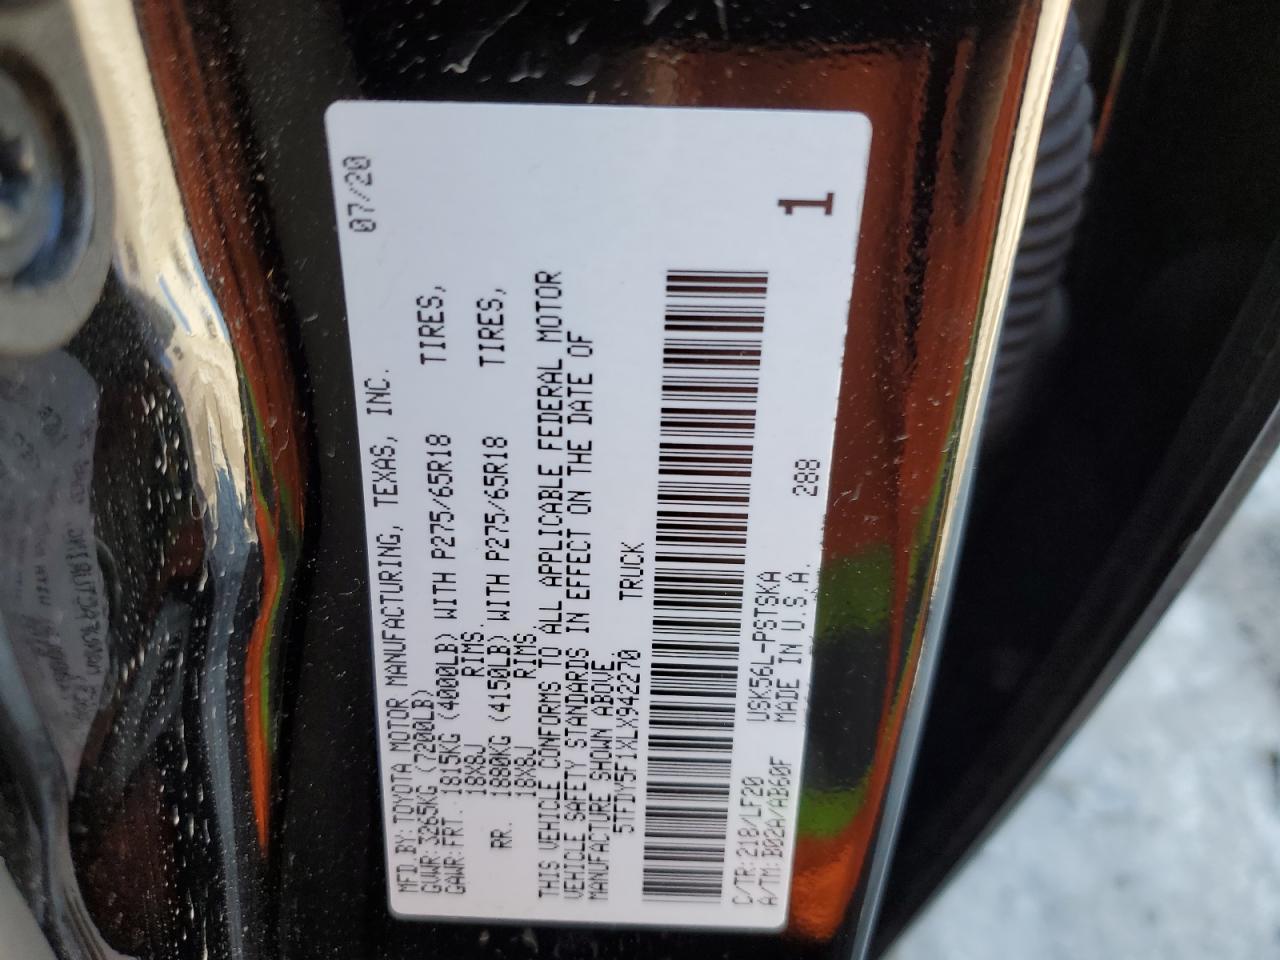 MFD.BY: TOYOTA MOTOR MANUFACTURING, TEXAS, INC. 07/20
GVWR: 3265KG (7200LB)
GAWR: FRT. 1815KG (4000LB) WITH P275/65R18 TIRES,
18X8J RIMS.
RR. 1880KG (4150LB) WITH P275/65R18 TIRES,
18X8J RIMS
THIS VEHICLE CONFORMS TO ALL APPLICABLE FEDERAL MOTOR
VEHICLE SAFETY STANDARDS IN EFFECT ON THE DATE OF
MANUFACTURE SHOWN ABOVE.
5TFDY5F1XLX942270 TRUCK
C/TR: 218/LF20 USK56L-PSTSKA 288 1
A/TM: B02A/AB60F MADE IN U.S.A.